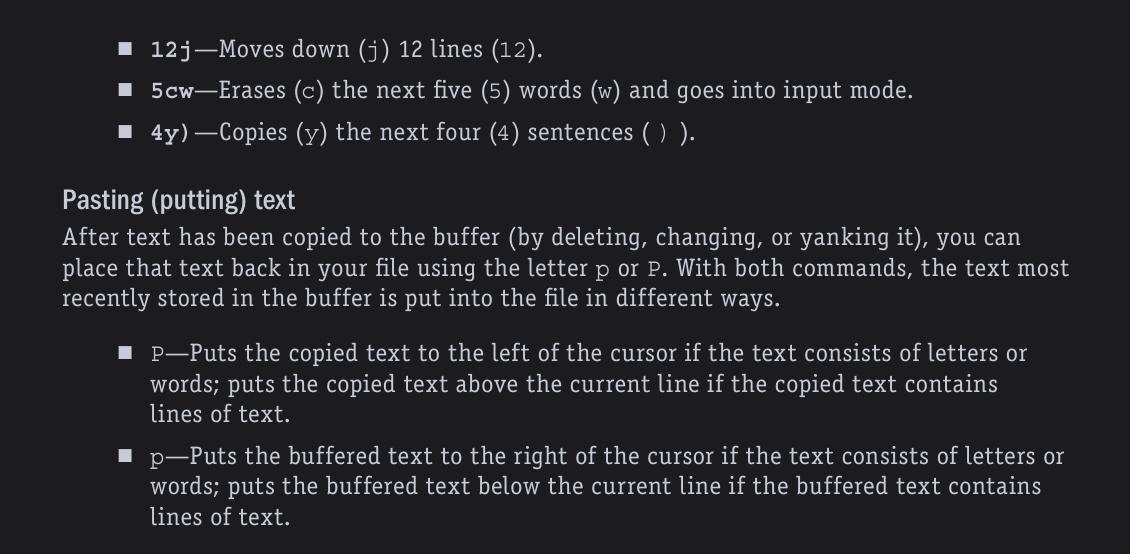 ■ 12j—Moves down (j) 12 lines (12).
■ 5cw—Erases (c) the next five (5) words (w) and goes into input mode.
■ 4y)—Copies (y) the next four (4) sentences ( ) ).
Pasting (putting) text
After text has been copied to the buffer (by deleting, changing, or yanking it), you can
place that text back in your file using the letter p or P. With both commands, the text most
recently stored in the buffer is put into the file in different ways.
■ P—Puts the copied text to the left of the cursor if the text consists of letters or
words; puts the copied text above the current line if the copied text contains
lines of text.
■ p—Puts the buffered text to the right of the cursor if the text consists of letters or
words; puts the buffered text below the current line if the buffered text contains
lines of text.